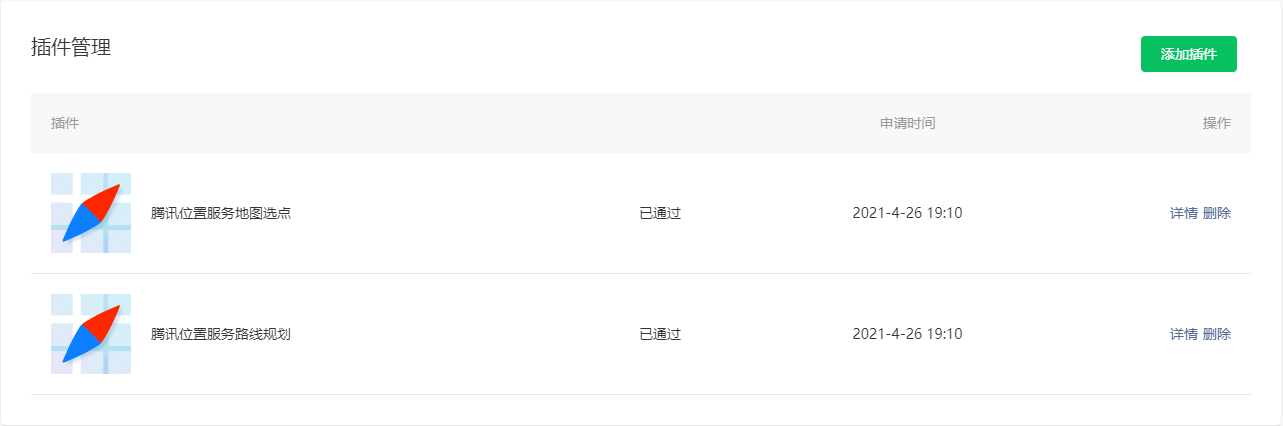 插件管理
添加插件
插件 申请时间 操作
腾讯位置服务地图选点 已通过 2021-4-26 19:10 详情 删除
腾讯位置服务路线规划 已通过 2021-4-26 19:10 详情 删除